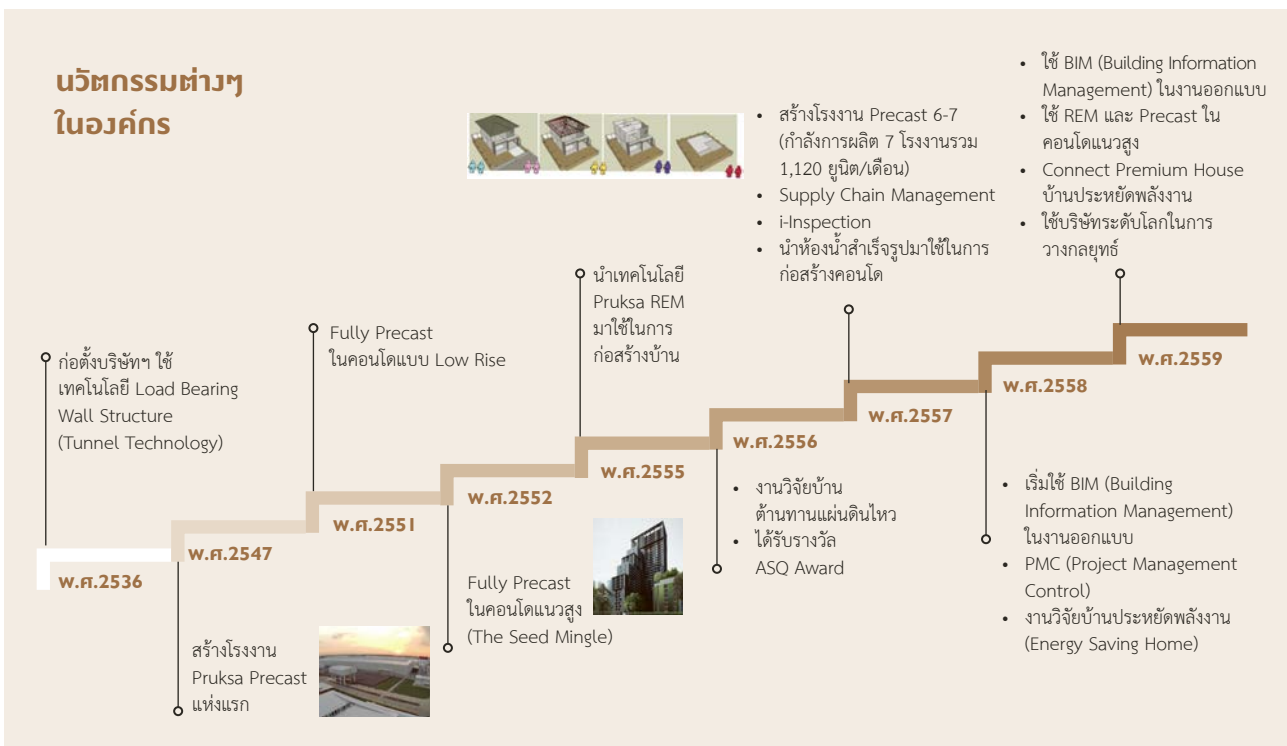 นวัตกรรมต่างๆ
ในองค์กร
ก่อตั้งบริษัทฯ ใช้
เทคโนโลยี Load Bearing
Wall Structure
(Tunnel Technology)
พ.ศ.2536
พ.ศ.2547
สร้างโรงงาน
Pruksa Precast
แห่งแรก
Fully Precast
ในคอนโดแบบ Low Rise
พ.ศ.2551
พ.ศ.2552
Fully Precast
ในคอนโดแนวสูง
(The Seed Mingle)
นำเทคโนโลยี
Pruksa REM
มาใช้ในการ
ก่อสร้างบ้าน
พ.ศ.2555
พ.ศ.2556
• งานวิจัยบ้าน
ต้านทานแผ่นดินไหว
• ได้รับรางวัล
ASQ Award
• สร้างโรงงาน Precast 6-7
(กำลังการผลิต 7 โรงงานรวม
1,120 ยูนิต/เดือน)
• Supply Chain Management
• i-Inspection
• นำห้องน้ำสำเร็จรูปมาใช้ในการ
ก่อสร้างคอนโด
พ.ศ.2557
พ.ศ.2558
• เริ่มใช้ BIM (Building
Information Management)
ในงานออกแบบ
• PMC (Project Management
Control)
• งานวิจัยบ้านประหยัดพลังงาน
(Energy Saving Home)
• ใช้ BIM (Building Information
Management) ในงานออกแบบ
• ใช้ REM และ Precast ใน
คอนโดแนวสูง
• Connect Premium House
บ้านประหยัดพลังงาน
• ใช้บริษัทระดับโลกในการ
วางกลยุทธ์
พ.ศ.2559